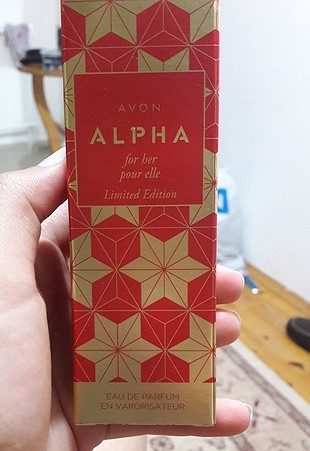 AVON
ALPHA
for her
pour elle
Limited Edition
EAU DE PARFUM
EN VAPORISATEUR